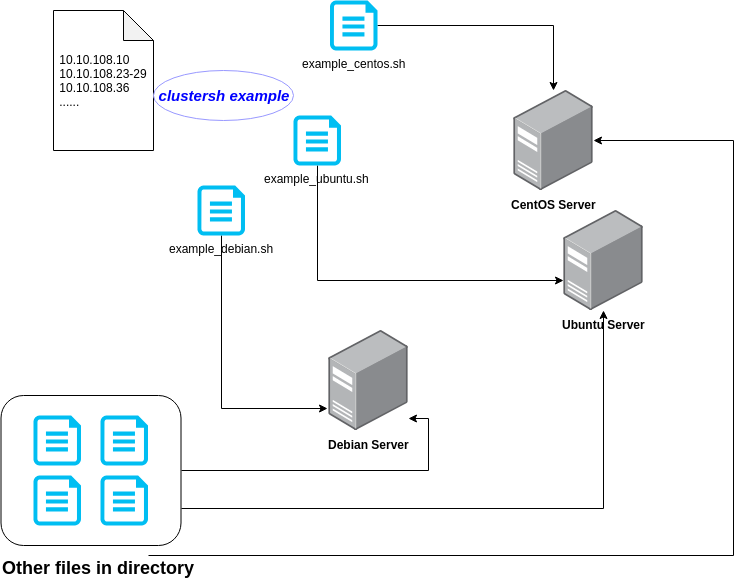 10.10.108.10
10.10.108.23-29
10.10.108.36
......
clustersh example
example_centos.sh
example_ubuntu.sh
example_debian.sh
CentOS Server
Ubuntu Server
Debian Server
Other files in directory